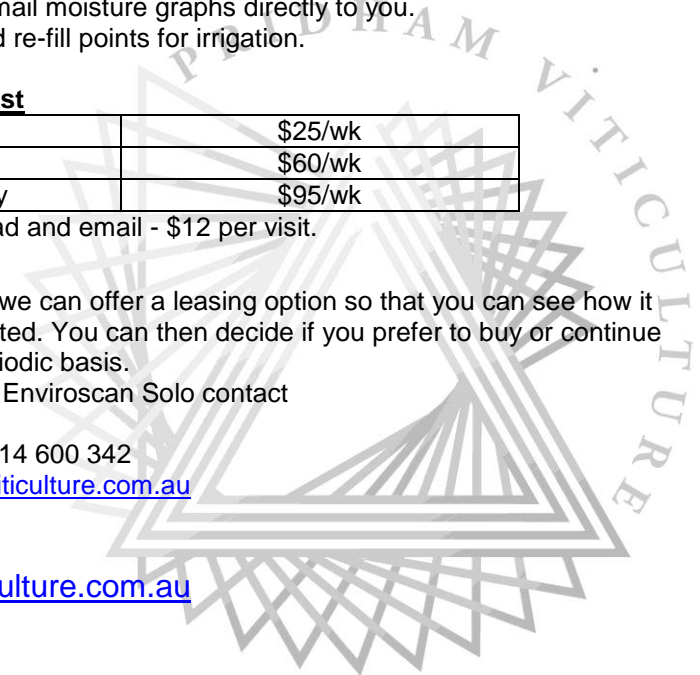 mail moisture graphs directly to you.
d re-fill points for irrigation.
PRIDHAM VITICULTURE
st
$25/wk
$60/wk
y $95/wk
ad and email - $12 per visit.
we can offer a leasing option so that you can see how it
ted. You can then decide if you prefer to buy or continue
iodic basis.
Enviroscan Solo contact
14 600 342
iticulture.com.au
ulture.com.au